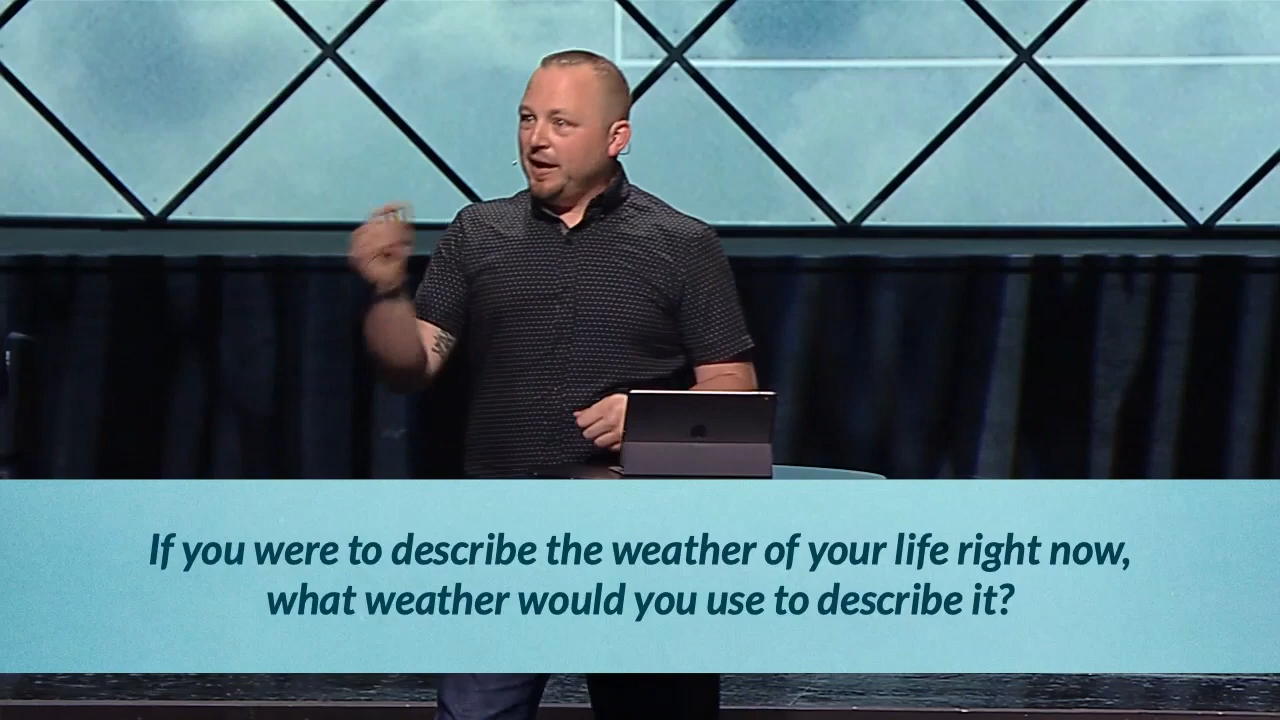 If you were to describe the weather of your life right now,
what weather would you use to describe it?